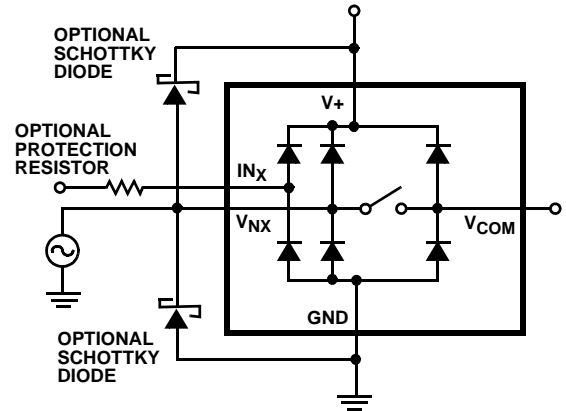 OPTIONAL
SCHOTTKY
DIODE
V+
OPTIONAL
PROTECTION
RESISTOR
INX
VNX
VCOM
GND
OPTIONAL
SCHOTTKY
DIODE